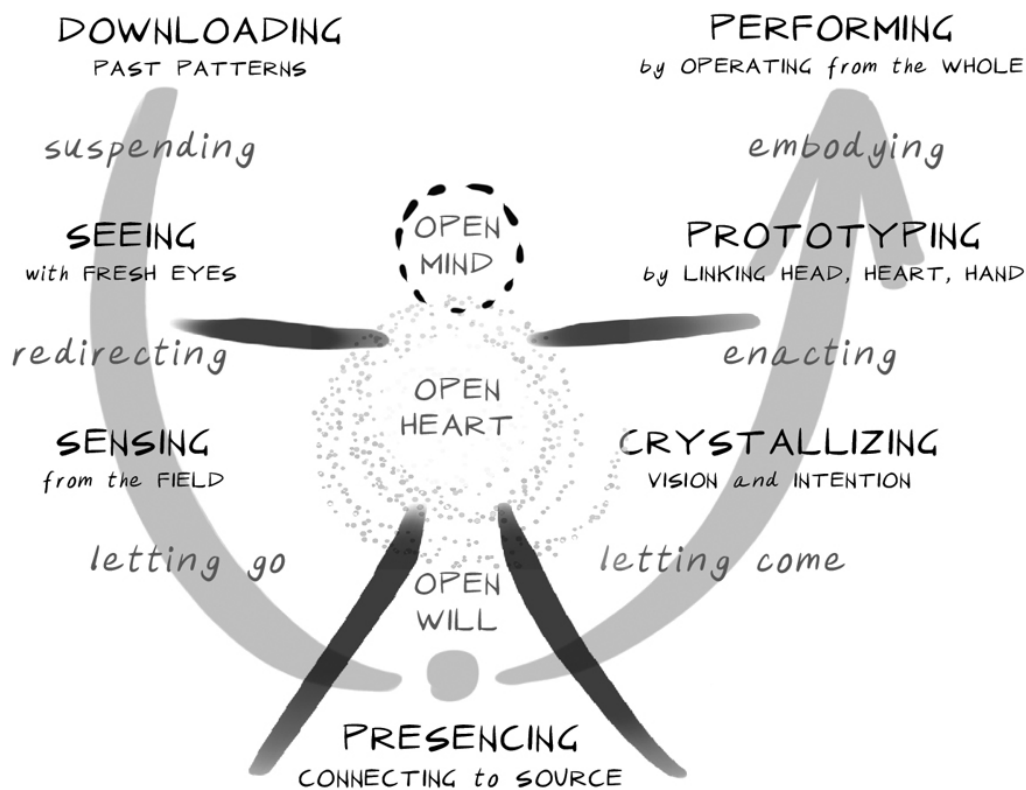 DOWNLOADING
PAST PATTERNS
suspending
SEEING
with FRESH EYES
redirecting
SENSING
from the FIELD
letting go
OPEN
MIND
OPEN
HEART
OPEN
WILL
PRESENCING
CONNECTING to SOURCE
PERFORMING
by OPERATING from the WHOLE
embodying
PROTOTYPING
by LINKING HEAD, HEART, HAND
enacting
CRYSTALLIZING
VISION and INTENTION
letting come